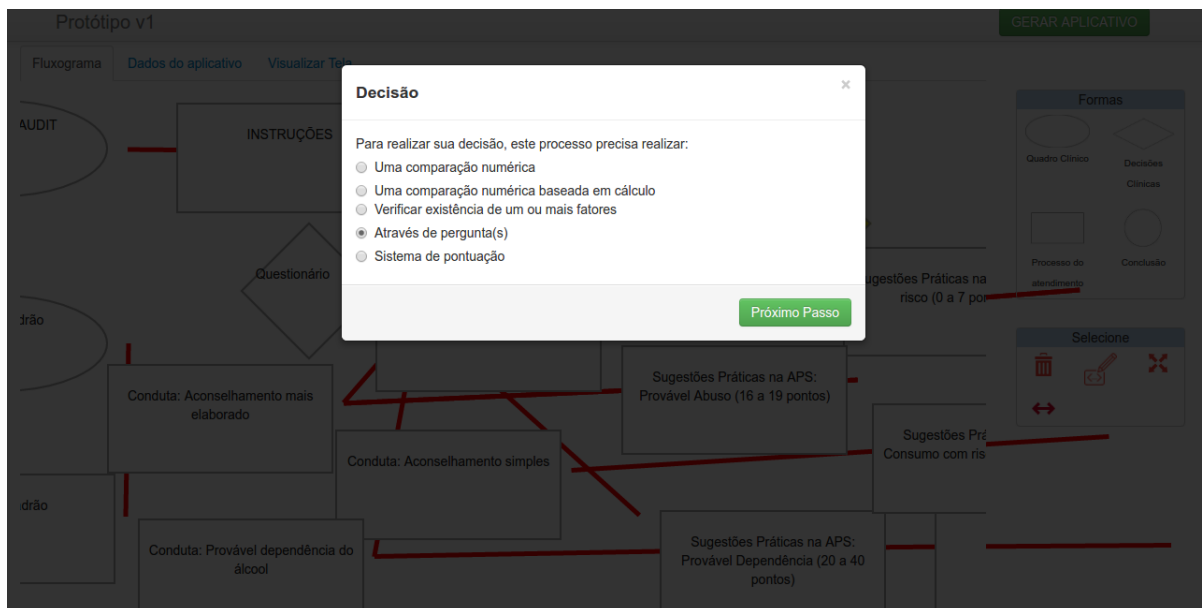 Protótipo v1
GERAR APLICATIVO
Fluxograma
Dados do aplicativo
Visualizar Tela
Decisão
×
Para realizar sua decisão, este processo precisa realizar:
Uma comparação numérica
Uma comparação numérica baseada em cálculo
Verificar existência de um ou mais fatores
Através de pergunta(s)
Sistema de pontuação
Próximo Passo
AUDIT
INSTRUÇÕES
Questionário
drão
ugestões Práticas na
risco (0 a 7 pon
Conduta: Aconselhamento mais
elaborado
Sugestões Práticas na APS:
Provável Abuso (16 a 19 pontos)
Conduta: Aconselhamento simples
Sugestões Prá
Consumo com ris
drão
Conduta: Provável dependência do
álcool
Sugestões Práticas na APS:
Provável Dependência (20 a 40
pontos)
Formas
Quadro Clínico
Decisões
Clínicas
Processo do
atendimento
Conclusão
Selecione